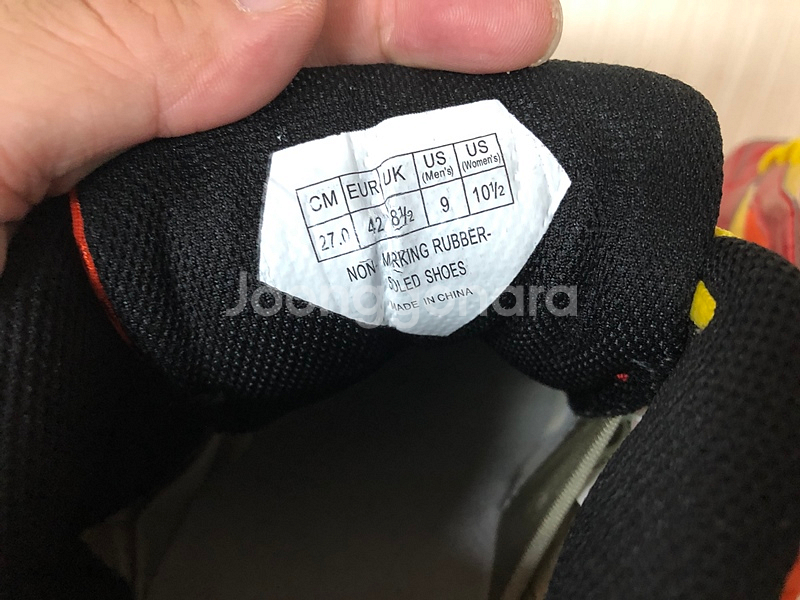 CM EUR UK US (Men's) US (Women's)
27.0 42 8½ 9 10½
NON-MARKING RUBBER-
SOLED SHOES
MADE IN CHINA
Joonggonara